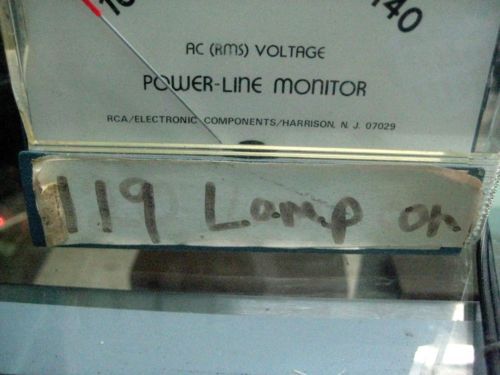 140
AC (RMS) VOLTAGE
POWER-LINE MONITOR
RCA/ELECTRONIC COMPONENTS/HARRISON, N. J. 07029
119 Lamp on